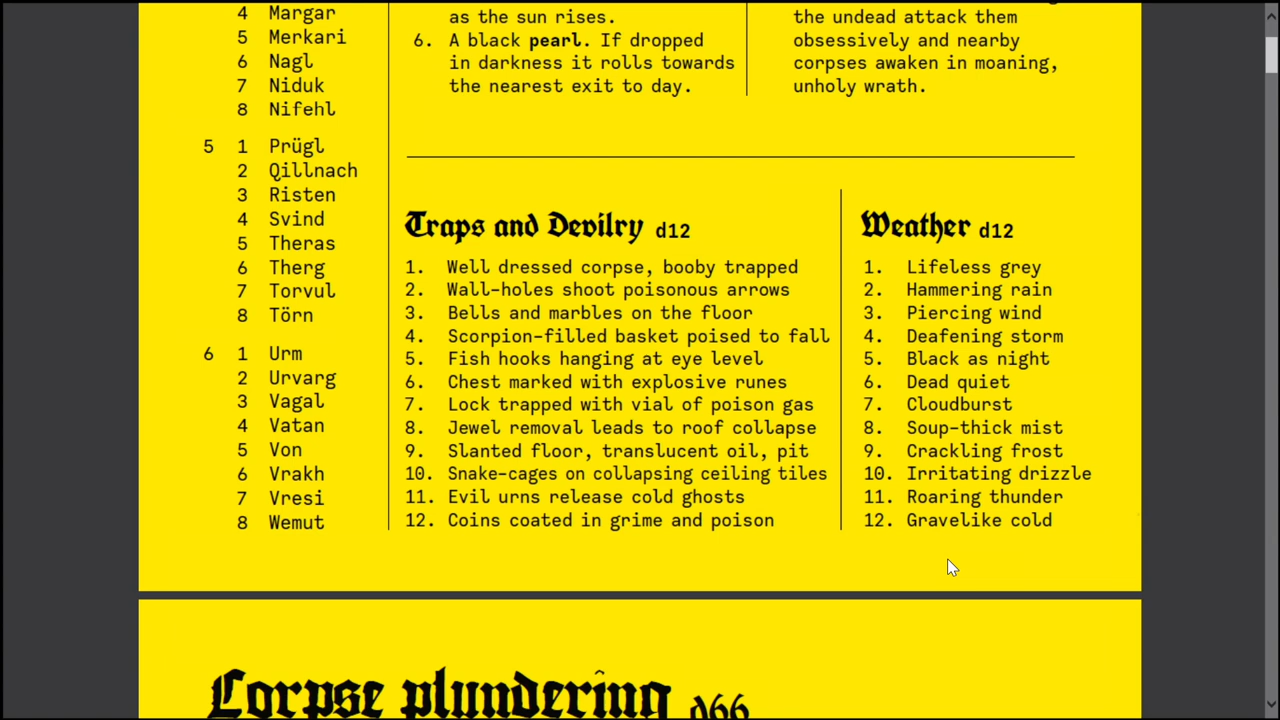 4 Margar
5 Merkari
6 Nagl
7 Niduk
8 Nifehl
5 1 Prügl
2 Qillnach
3 Risten
4 Svind
5 Theras
6 Therg
7 Torvul
8 Törn
6 1 Urm
2 Urvarg
3 Vagal
4 Vatan
5 Von
6 Vrakh
7 Vresi
8 Wemut
as the sun rises.
6. A black pearl. If dropped
in darkness it rolls towards
the nearest exit to day.
the undead attack them
obsessively and nearby
corpses awaken in moaning,
unholy wrath.
Traps and Devilry d12
1. Well dressed corpse, booby trapped
2. Wall-holes shoot poisonous arrows
3. Bells and marbles on the floor
4. Scorpion-filled basket poised to fall
5. Fish hooks hanging at eye level
6. Chest marked with explosive runes
7. Lock trapped with vial of poison gas
8. Jewel removal leads to roof collapse
9. Slanted floor, translucent oil, pit
10. Snake-cages on collapsing ceiling tiles
11. Evil urns release cold ghosts
12. Coins coated in grime and poison
Weather d12
1. Lifeless grey
2. Hammering rain
3. Piercing wind
4. Deafening storm
5. Black as night
6. Dead quiet
7. Cloudburst
8. Soup-thick mist
9. Crackling frost
10. Irritating drizzle
11. Roaring thunder
12. Gravelike cold
Corpse plundering d66